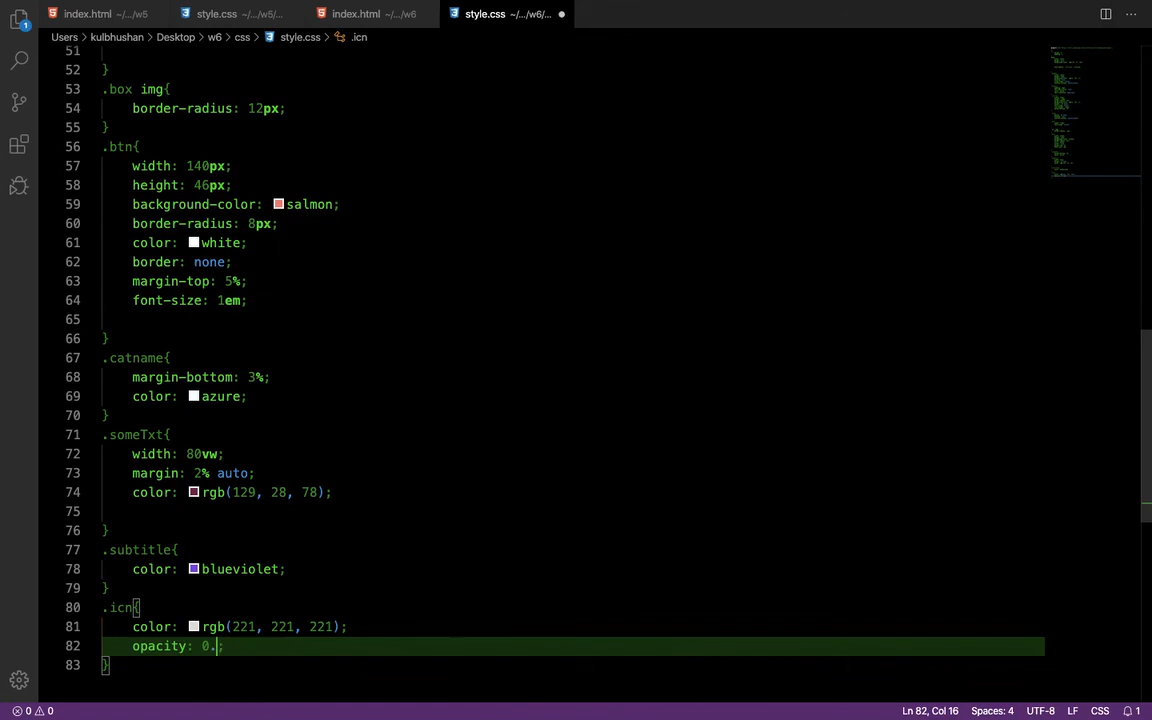 index.html ~/.../w5
style.css ~/.../w5/...
index.html ~/.../w6
style.css ~/.../w6/...
Users > kulbhushan > Desktop > w6 > css > style.css > .icn
51
52 }
53 .box img{
54 border-radius: 12px;
55 }
56 .btn{
57 width: 140px;
58 height: 46px;
59 background-color: salmon;
60 border-radius: 8px;
61 color: white;
62 border: none;
63 margin-top: 5%;
64 font-size: 1em;
65
66 }
67 .catname{
68 margin-bottom: 3%;
69 color: azure;
70 }
71 .someTxt{
72 width: 80vw;
73 margin: 2% auto;
74 color: rgb(129, 28, 78);
75
76 }
77 .subtitle{
78 color: blueviolet;
79 }
80 .icn{
81 color: rgb(221, 221, 221);
82 opacity: 0.;
83 }
1
0 0 Ln 82, Col 16 Spaces: 4 UTF-8 LF CSS 1